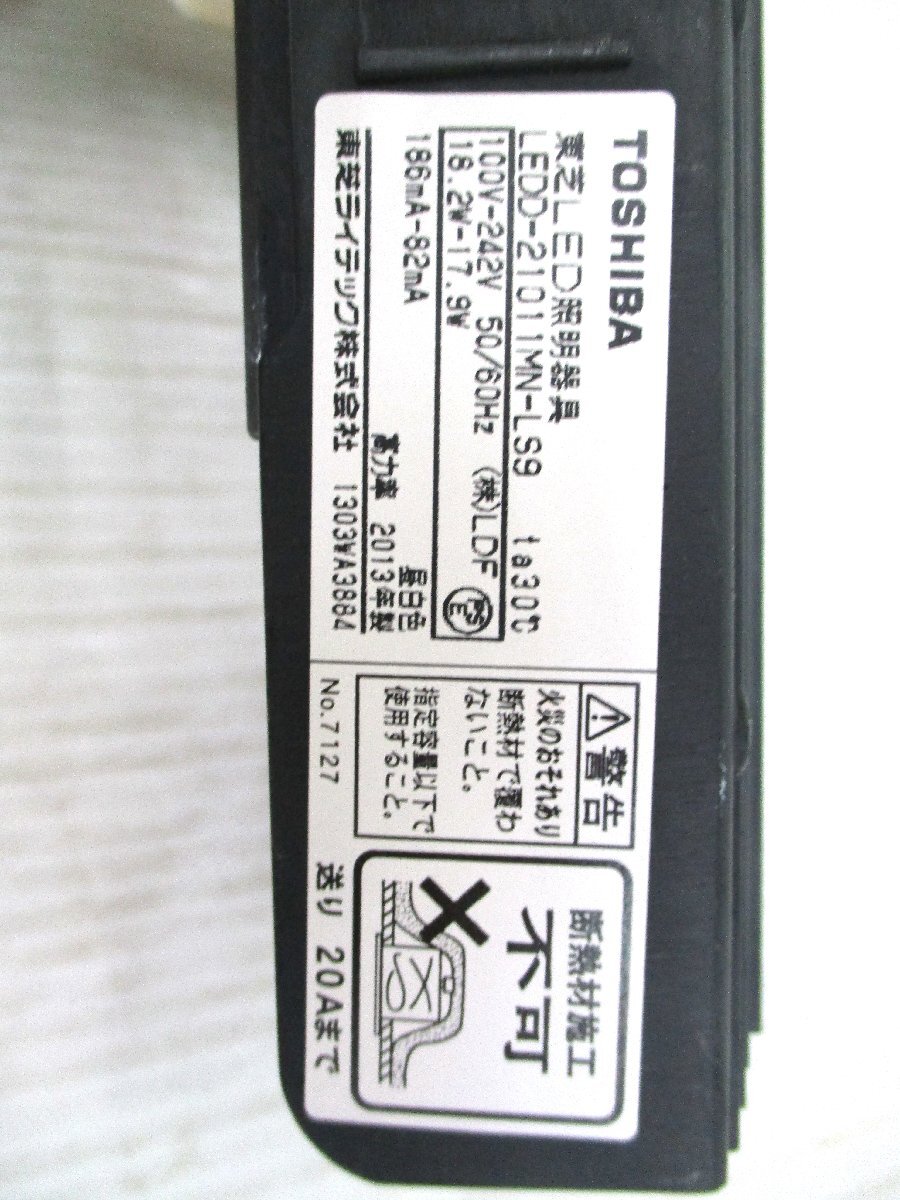 TOSHIBA
東芝LED照明器具
LEDD-21011MN-LS9 ta30℃
100V-242V 50/60Hz (株)LDF
18.2W-17.9W
PSE
186mA-82mA
昼白色
高力率 2013年製
東芝ライテック株式会社 1303WA3884
警告
火災のおそれあり
断熱材で覆わ
ないこと。
指定容量以下で
使用すること。
No.7127
断熱材施工
不可
送り 20Aまで